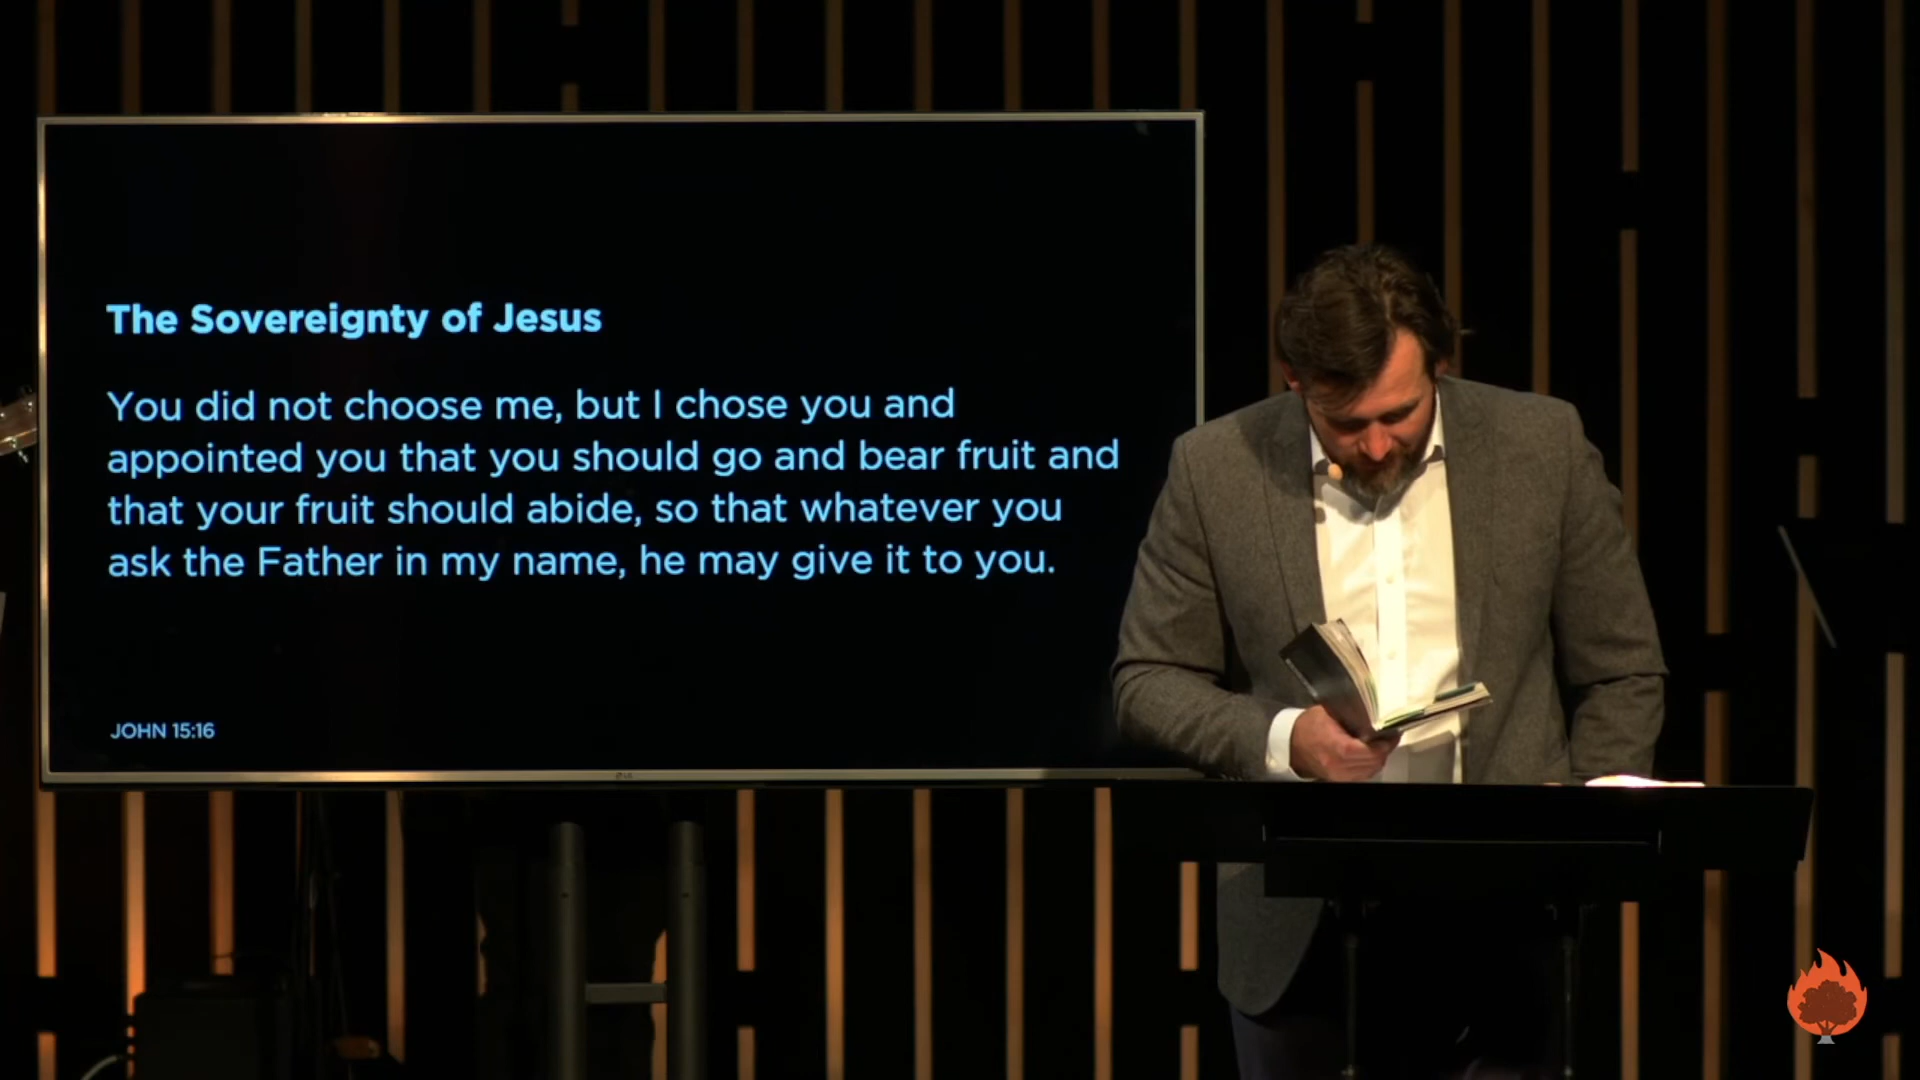 The Sovereignty of Jesus
You did not choose me, but I chose you and
appointed you that you should go and bear fruit and
that your fruit should abide, so that whatever you
ask the Father in my name, he may give it to you.
JOHN 15:16
LG